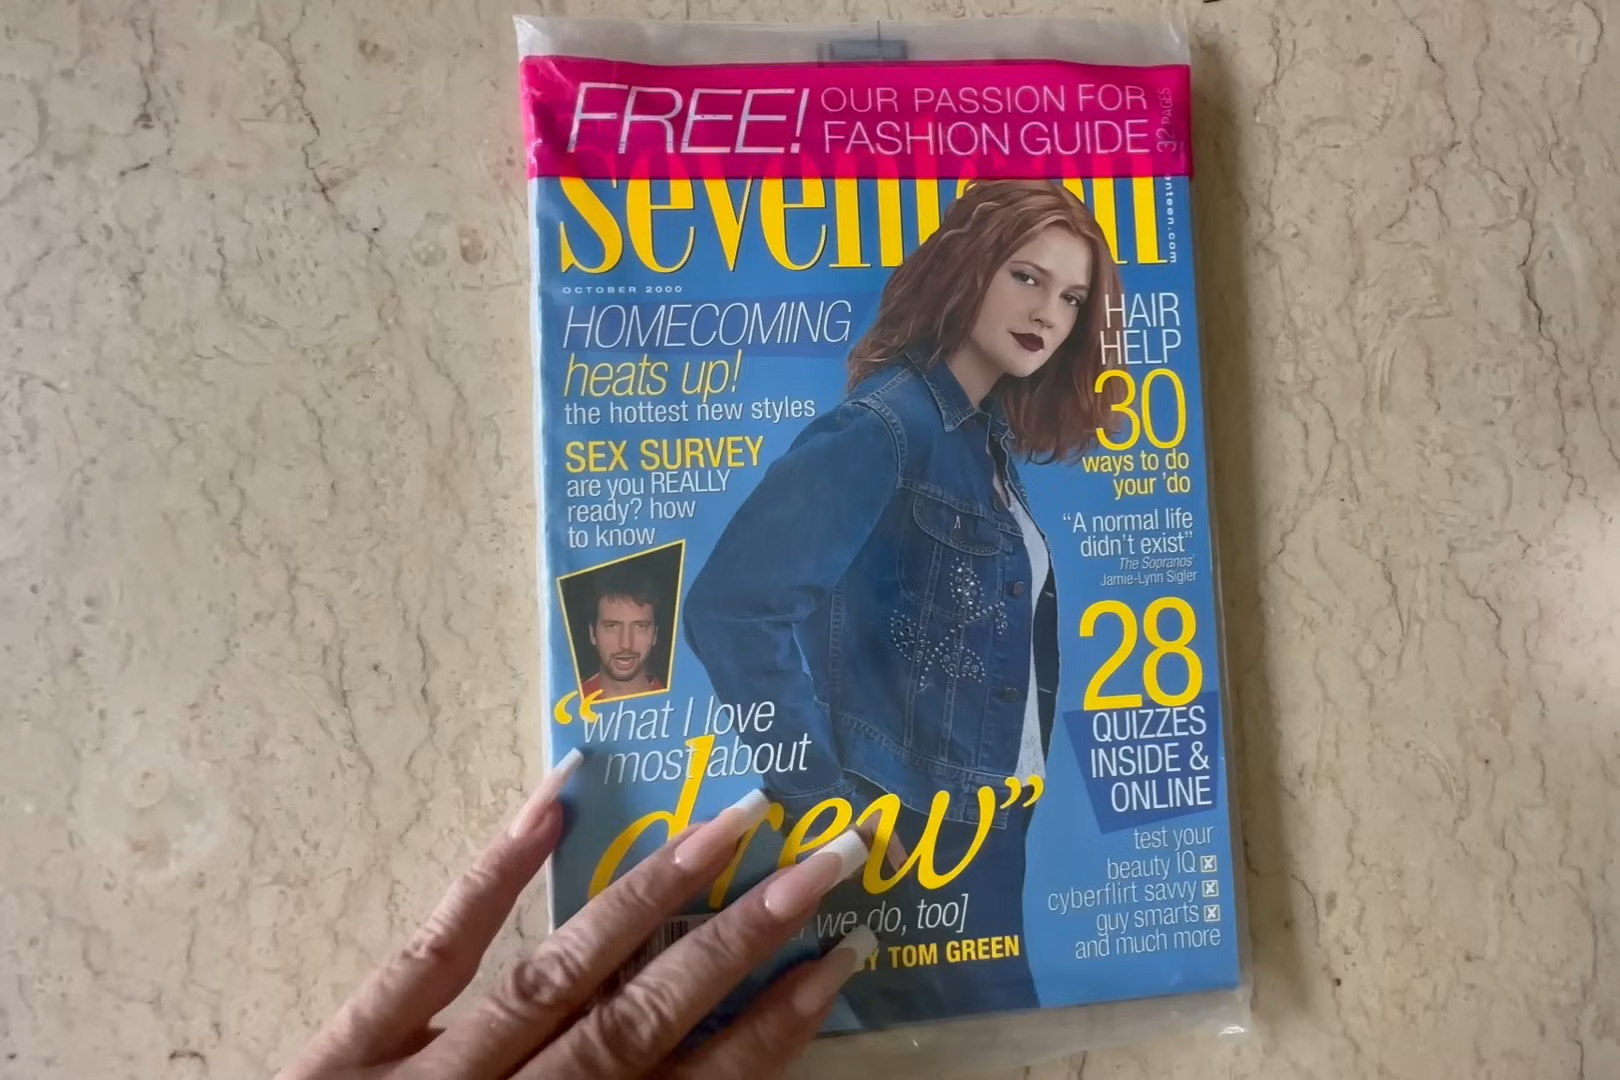 FREE! OUR PASSION FOR
FASHION GUIDE
32 PAGES
seventeen
OCTOBER 2000
HOMECOMING
heats up!
the hottest new styles
SEX SURVEY
are you REALLY
ready? how
to know
“what I love
most about
drew”
we do, too]
BY TOM GREEN
HAIR
HELP
30
ways to do
your 'do
“A normal life
didn't exist”
The Sopranos'
Jamie-Lynn Sigler
28
QUIZZES
INSIDE &
ONLINE
test your
beauty IQ
cyberflirt savvy
guy smarts
and much more